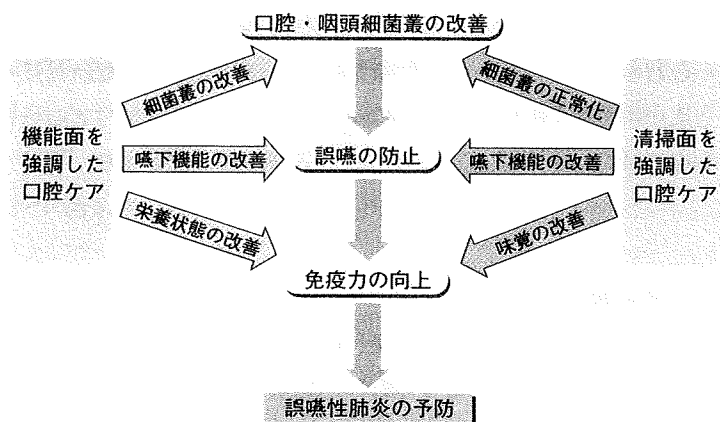 口腔・咽頭細菌叢の改善
細菌叢の改善
細菌叢の正常化
機能面を
強調した
口腔ケア
嚥下機能の改善
誤嚥の防止
嚥下機能の改善
清掃面を
強調した
口腔ケア
栄養状態の改善
味覚の改善
免疫力の向上
誤嚥性肺炎の予防